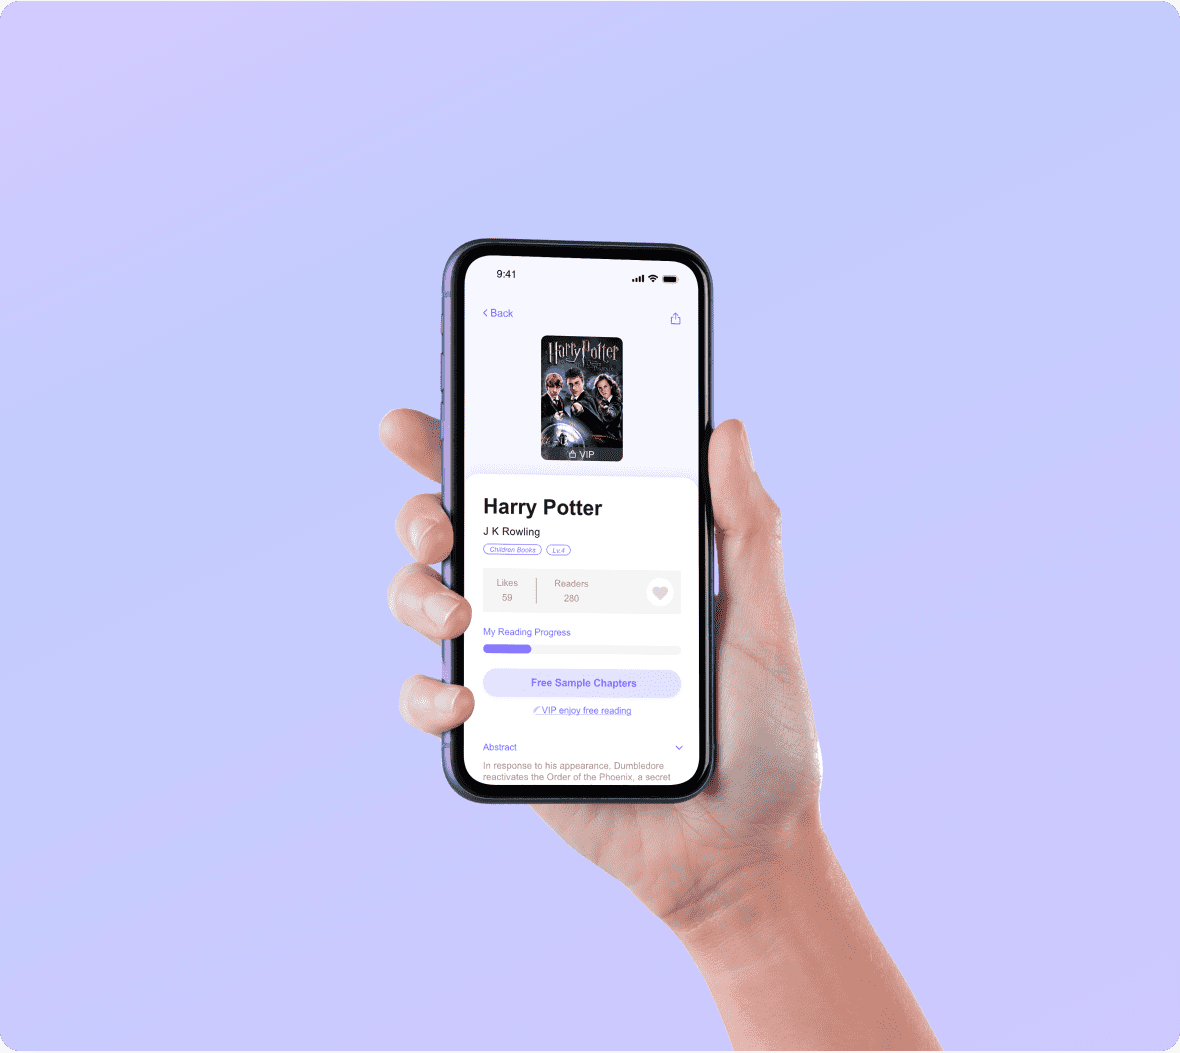 9:41
Back
Harry Potter
VIP
Harry Potter
J K Rowling
Children Books Lv.4
Likes Readers
59 280
My Reading Progress
Free Sample Chapters
VIP enjoy free reading
Abstract
In response to his appearance, Dumbledore
reactivates the Order of the Phoenix, a secret